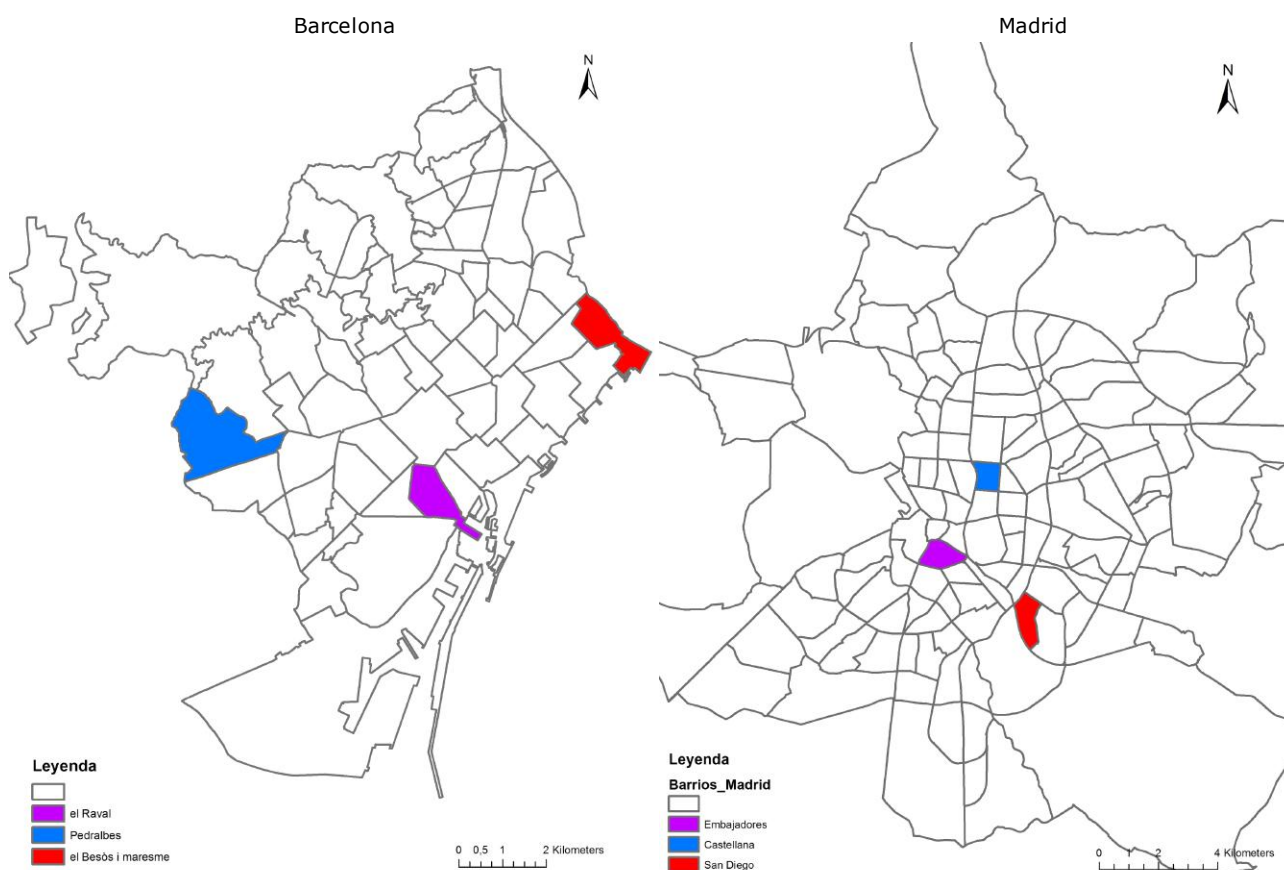 Barcelona
Madrid
N
N
Leyenda
el Raval
Pedralbes
el Besòs i maresme
0 0,5 1 2 Kilometers
Leyenda
Barrios_Madrid
Embajadores
Castellana
San Diego
0 1 2 4 Kilometers